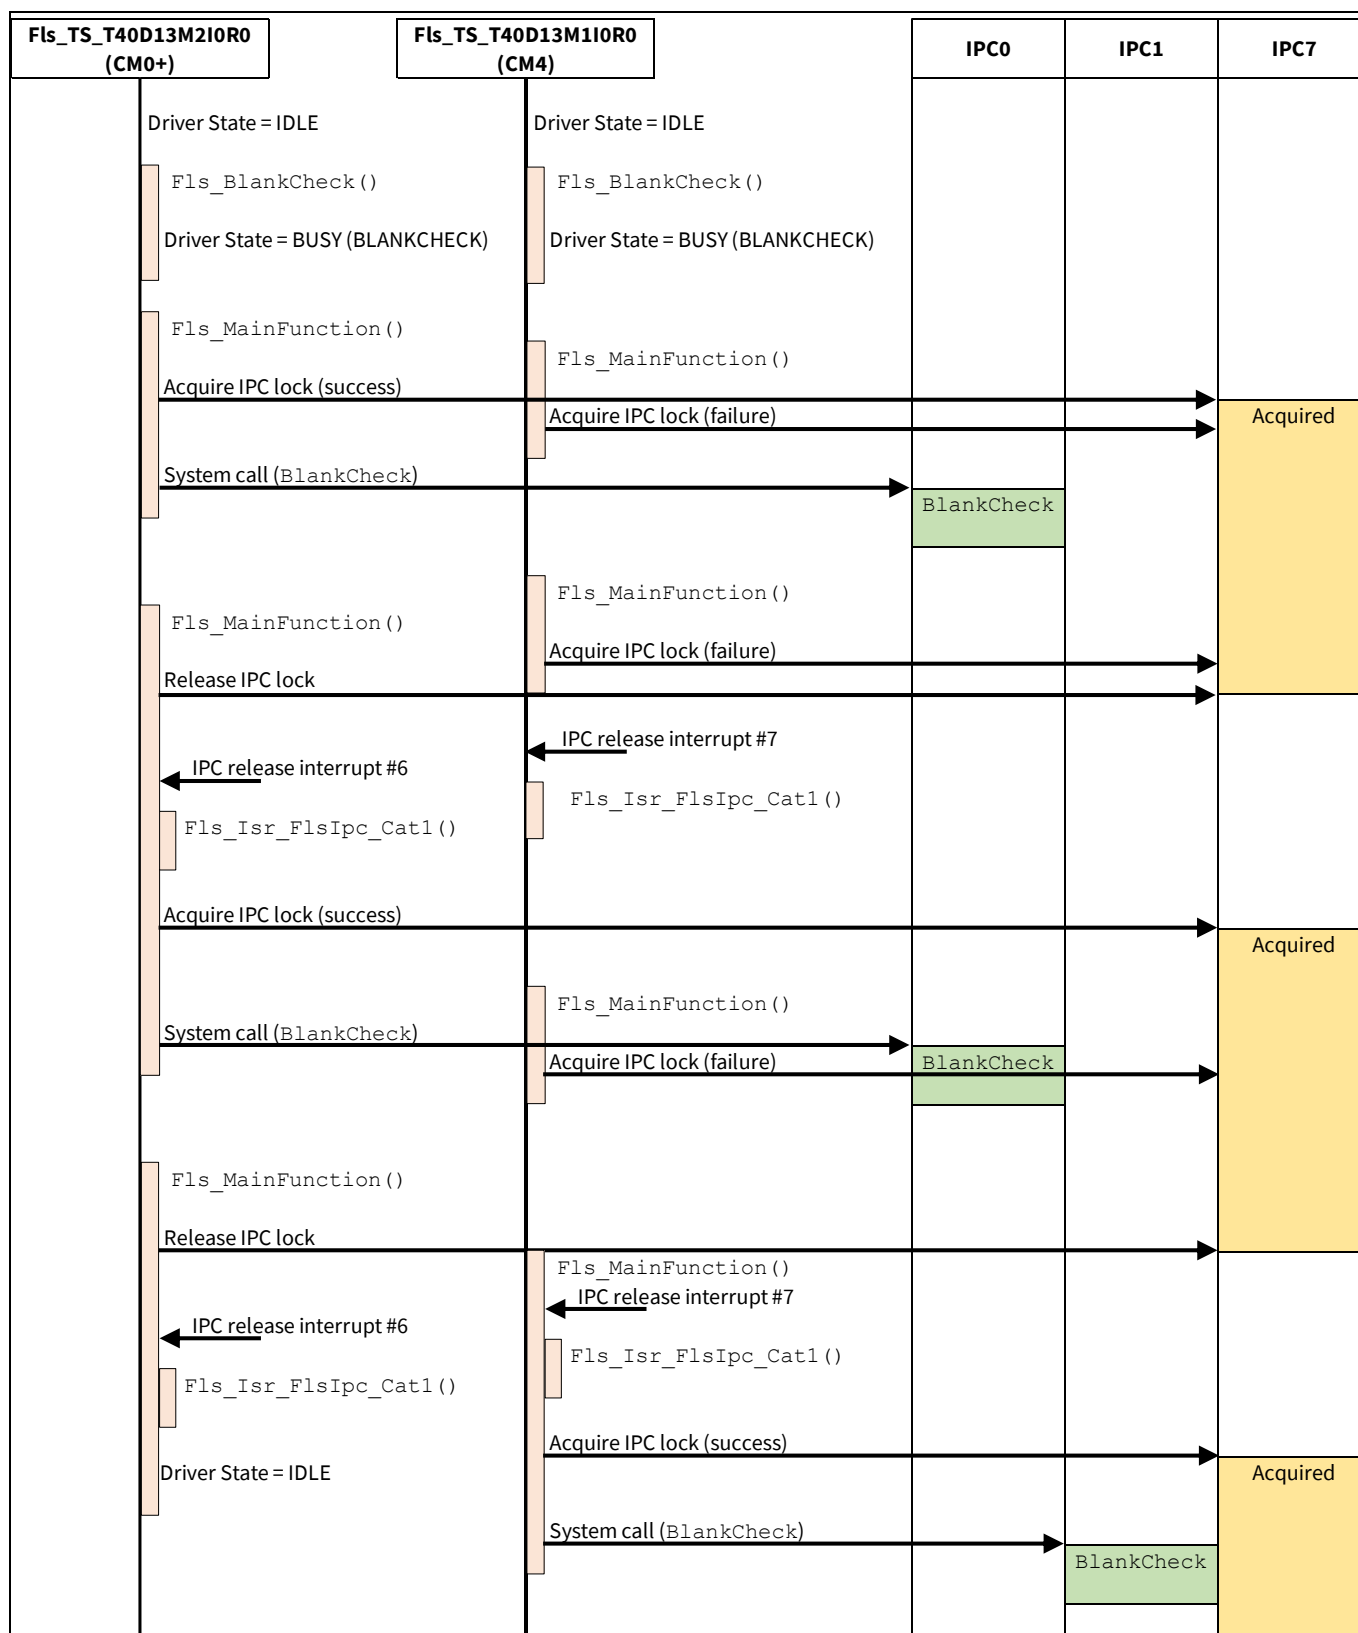 Fls_TS_T40D13M2I0R0
(CM0+)
Fls_TS_T40D13M1I0R0
(CM4)
IPC0
IPC1
IPC7
Driver State = IDLE
Driver State = IDLE
Fls_BlankCheck()
Fls_BlankCheck()
Driver State = BUSY (BLANKCHECK)
Driver State = BUSY (BLANKCHECK)
Fls_MainFunction()
Fls_MainFunction()
Acquire IPC lock (success)
Acquire IPC lock (failure)
Acquired
System call (BlankCheck)
BlankCheck
Fls_MainFunction()
Fls_MainFunction()
Acquire IPC lock (failure)
Release IPC lock
IPC release interrupt #7
IPC release interrupt #6
Fls_Isr_FlsIpc_Cat1()
Fls_Isr_FlsIpc_Cat1()
Acquire IPC lock (success)
Acquired
Fls_MainFunction()
System call (BlankCheck)
Acquire IPC lock (failure)
BlankCheck
Fls_MainFunction()
Release IPC lock
Fls_MainFunction()
IPC release interrupt #7
IPC release interrupt #6
Fls_Isr_FlsIpc_Cat1()
Fls_Isr_FlsIpc_Cat1()
Acquire IPC lock (success)
Driver State = IDLE
Acquired
System call (BlankCheck)
BlankCheck